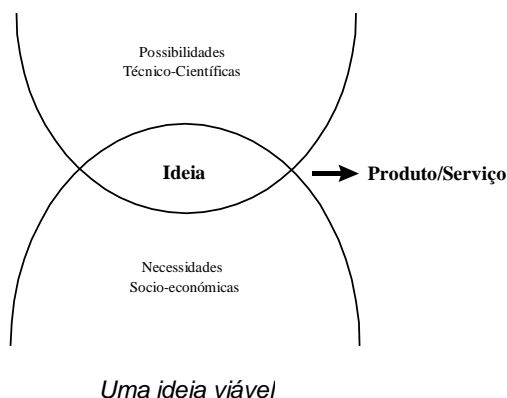 Possibilidades
Técnico-Científicas
Ideia
Produto/Serviço
Necessidades
Socio-económicas
Uma ideia viável